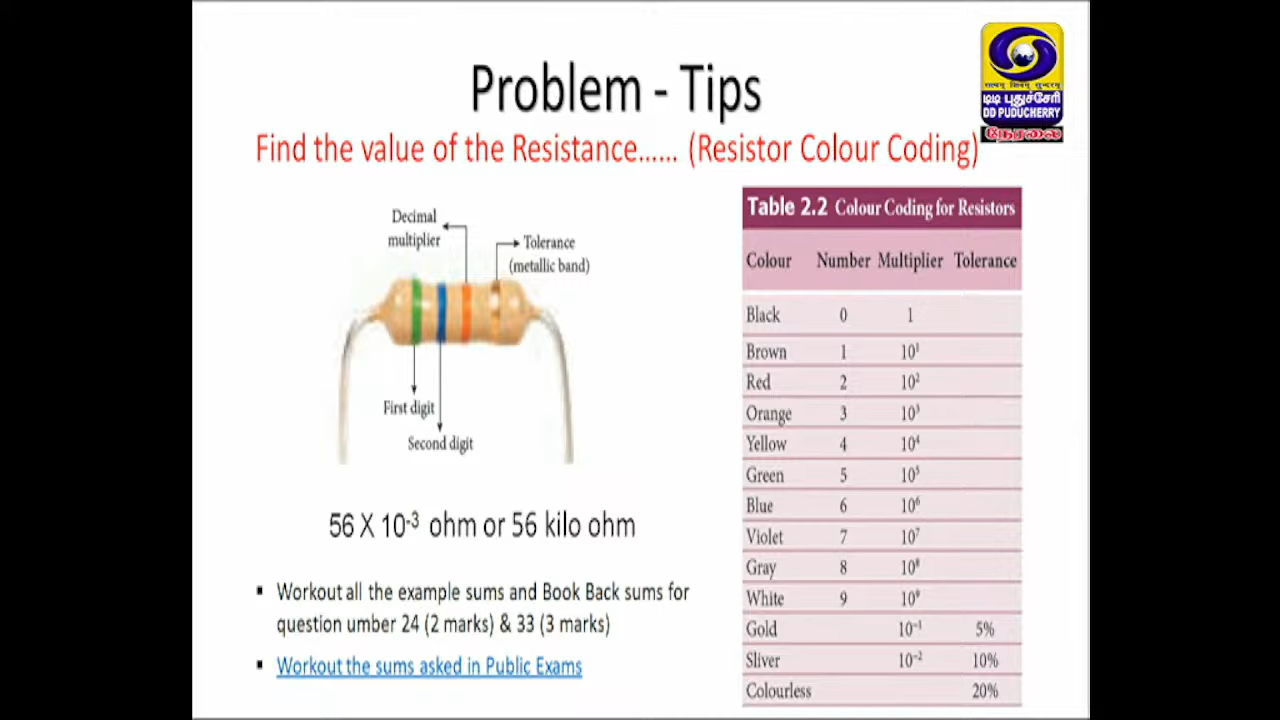 Problem - Tips
सत्यम् शिवम् सुन्दरम्
டிடி புதுச்சேரி
DD PUDUCHERRY
நேரலை
Find the value of the Resistance...... (Resistor Colour Coding)
Decimal
multiplier
Tolerance
(metallic band)
First digit
Second digit
56 X 10⁻³ ohm or 56 kilo ohm
▪ Workout all the example sums and Book Back sums for
question umber 24 (2 marks) & 33 (3 marks)
▪ Workout the sums asked in Public Exams
Table 2.2 Colour Coding for Resistors
Colour Number Multiplier Tolerance
Black 0 1
Brown 1 10¹
Red 2 10²
Orange 3 10³
Yellow 4 10⁴
Green 5 10⁵
Blue 6 10⁶
Violet 7 10⁷
Gray 8 10⁸
White 9 10⁹
Gold 10⁻¹ 5%
Sliver 10⁻² 10%
Colourless 20%